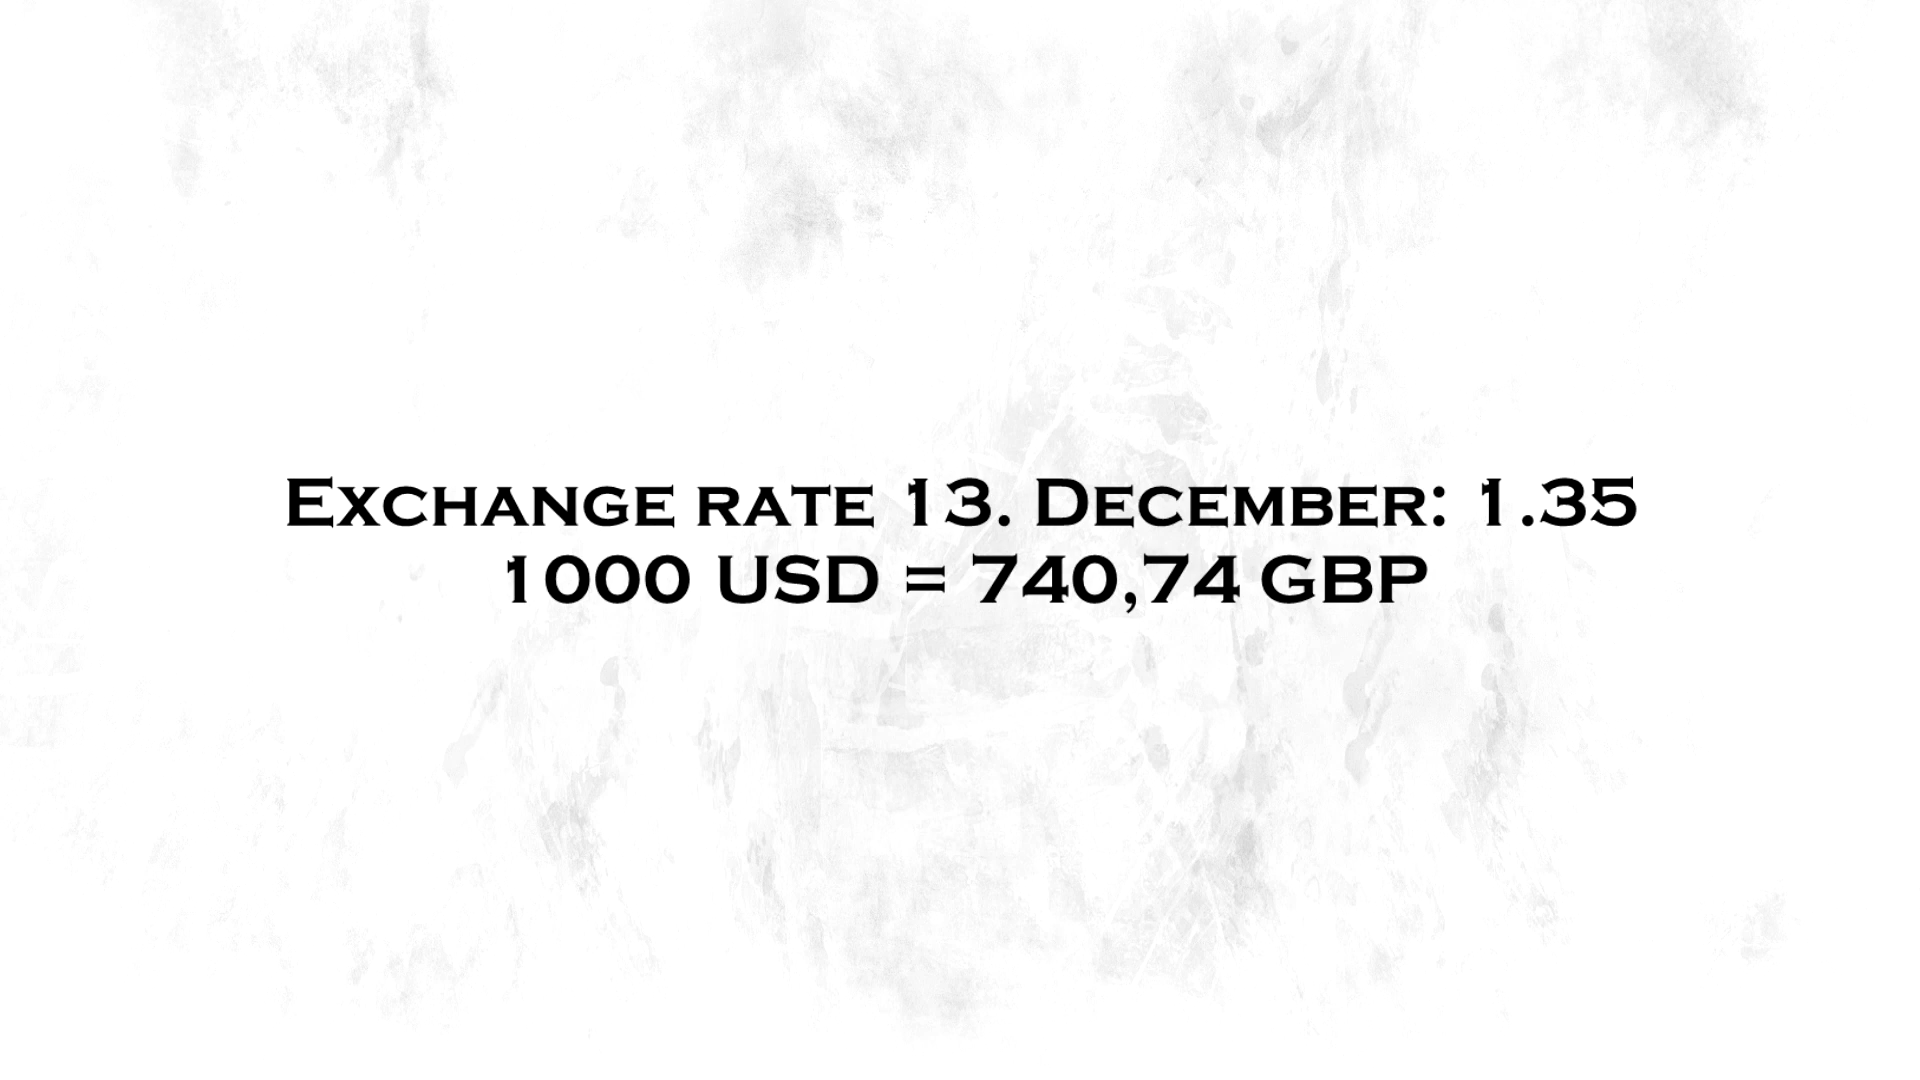 Exchange rate 13. December: 1.35
1000 USD = 740,74 GBP